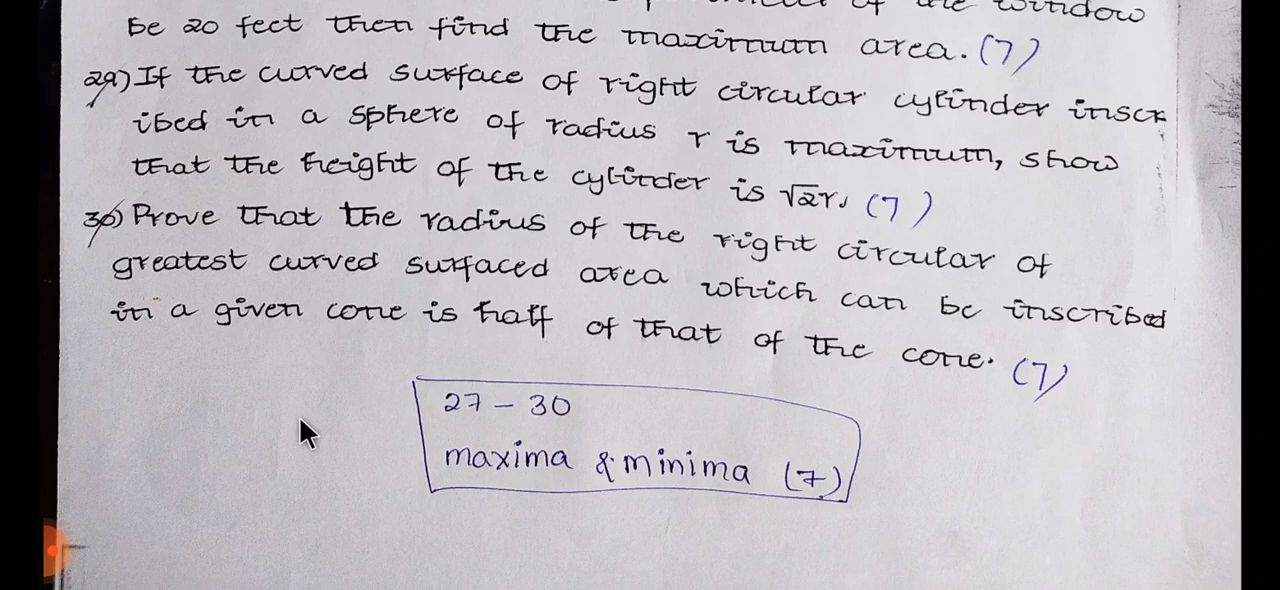 of the window
be 20 feet then find the maximum area. (7)
29) If the curved surface of right circular cylinder inscr
ibed in a sphere of radius r is maximum, show
that the height of the cylinder is √2r. (7)
30) Prove that the radius of the right circular of
greatest curved surfaced area which can be inscribed
in a given cone is half of that of the cone. (7)
27 - 30
maxima & minima (7)